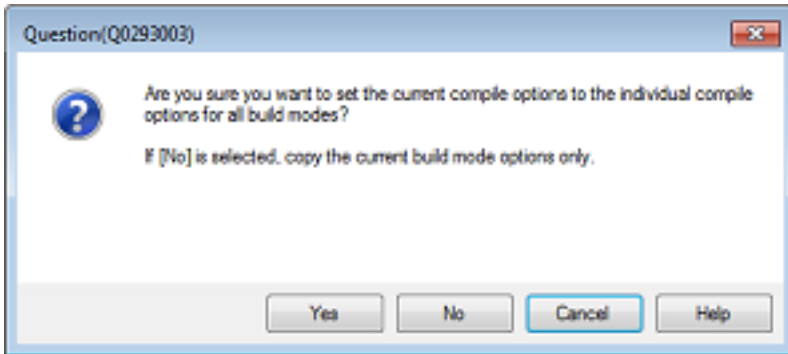 Question(Q0293003)
Are you sure you want to set the current compile options to the individual compile
options for all build modes?
If [No] is selected, copy the current build mode options only.
Yes No Cancel Help